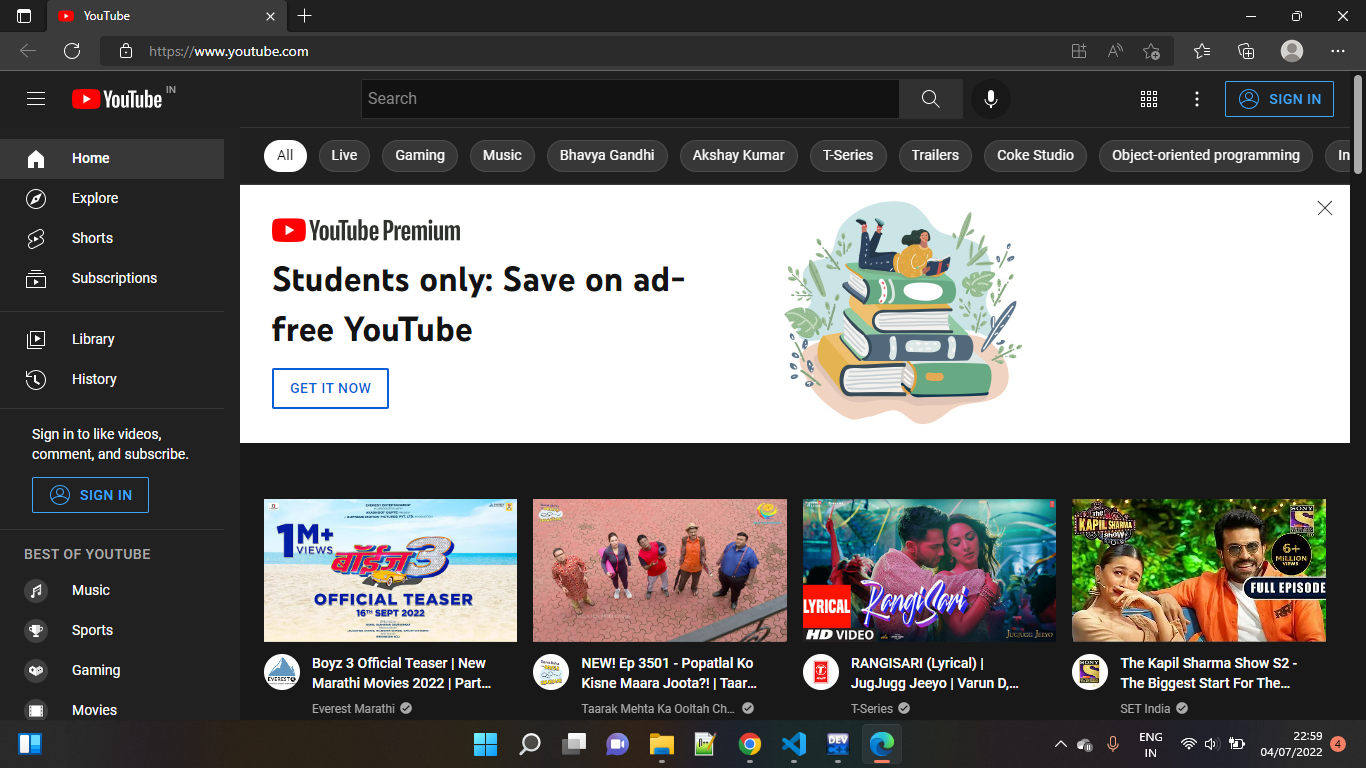 YouTube
https://www.youtube.com
YouTube IN
Search
SIGN IN
Home
Explore
Shorts
Subscriptions
Library
History
Sign in to like videos,
comment, and subscribe.
SIGN IN
BEST OF YOUTUBE
Music
Sports
Gaming
Movies
All Live Gaming Music Bhavya Gandhi Akshay Kumar T-Series Trailers Coke Studio Object-oriented programming In
YouTube Premium
Students only: Save on ad-
free YouTube
GET IT NOW
1M+
VIEWS
बॉईज 3
OFFICIAL TEASER
16TH SEPT 2022
Boyz 3 Official Teaser | New
Marathi Movies 2022 | Part...
EVEREST
Everest Marathi
NEW! Ep 3501 - Popatlal Ko
Kisne Maara Joota?! | Taar...
Taarak Mehta Ka Ooltah Ch...
LYRICAL
RangiSari
HD VIDEO
JUGJUGG JEEYO
RANGISARI (Lyrical) |
JugJugg Jeeyo | Varun D,...
T-Series
The
KAPIL SHARMA
Show
SONY
6+
MILLION
VIEWS
FULL EPISODE
The Kapil Sharma Show S2 -
The Biggest Start For The...
SONY
SET India
DEV
ENG
IN
22:59
04/07/2022
4